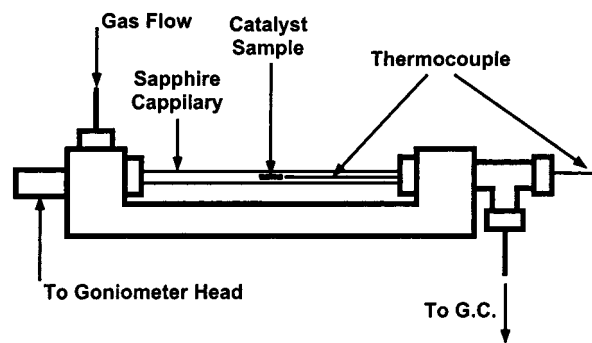 Gas Flow
Catalyst
Sample
Sapphire
Cappilary
Thermocouple
To Goniometer Head
To G.C.